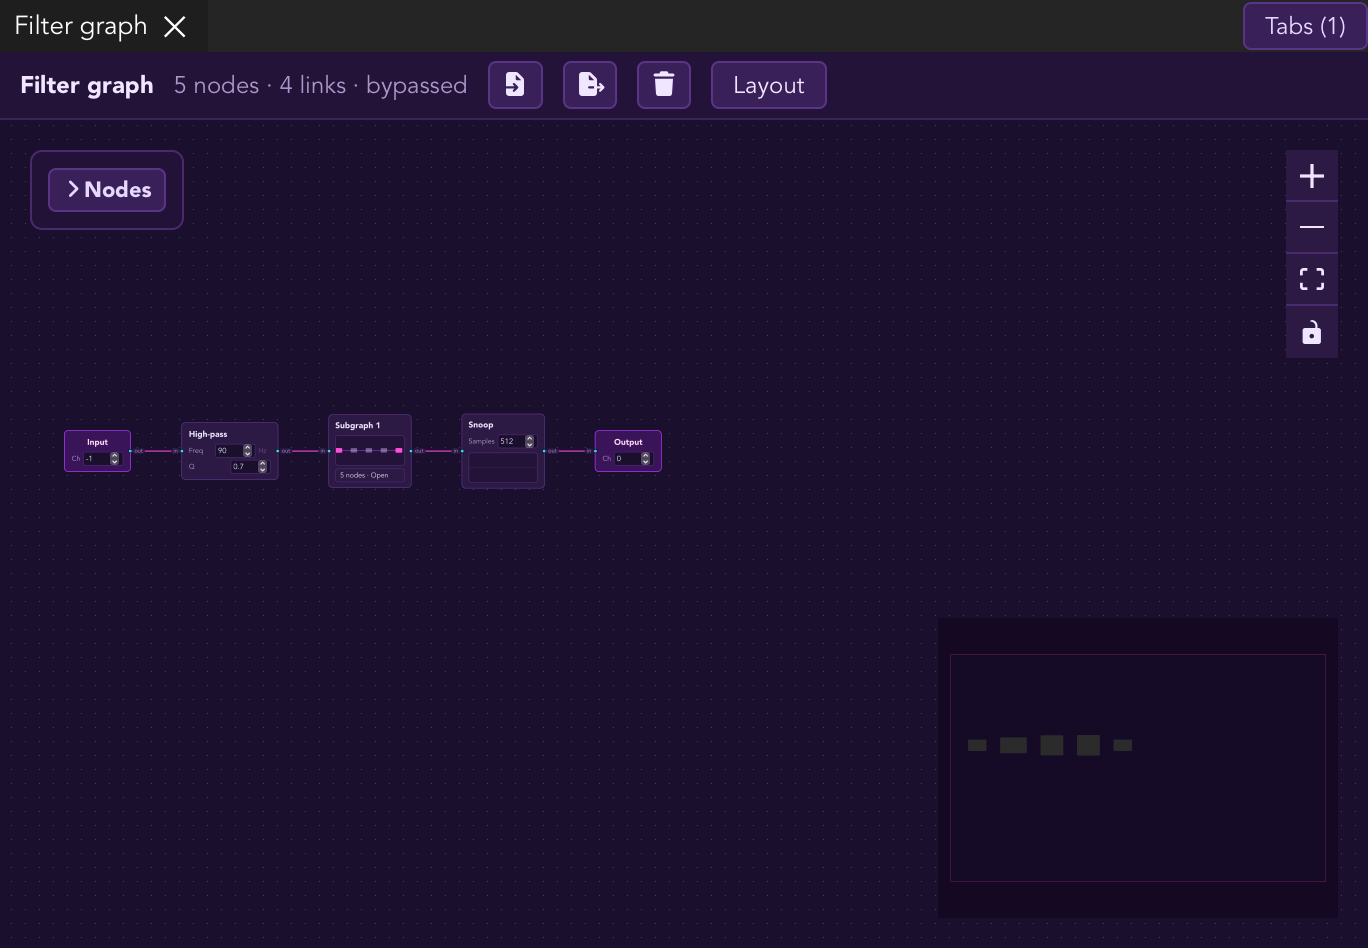 Filter graph
Tabs (1)
Filter graph 5 nodes · 4 links · bypassed
Layout
Nodes
Input
Ch -1
out
in
High-pass
Freq 90 Hz
Q 0.7
out
in
Subgraph 1
5 nodes · Open
out
in
Snoop
Samples 512
out
in
Output
Ch 0